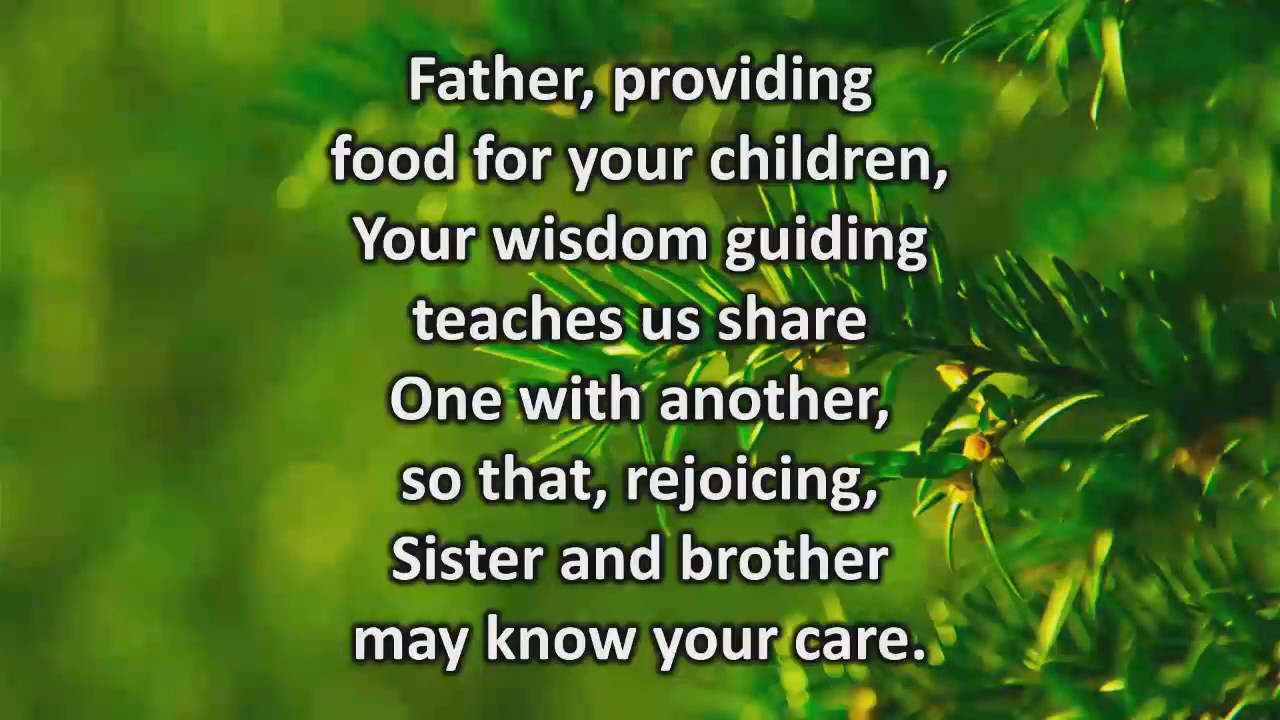 Father, providing
food for your children,
Your wisdom guiding
teaches us share
One with another,
so that, rejoicing,
Sister and brother
may know your care.